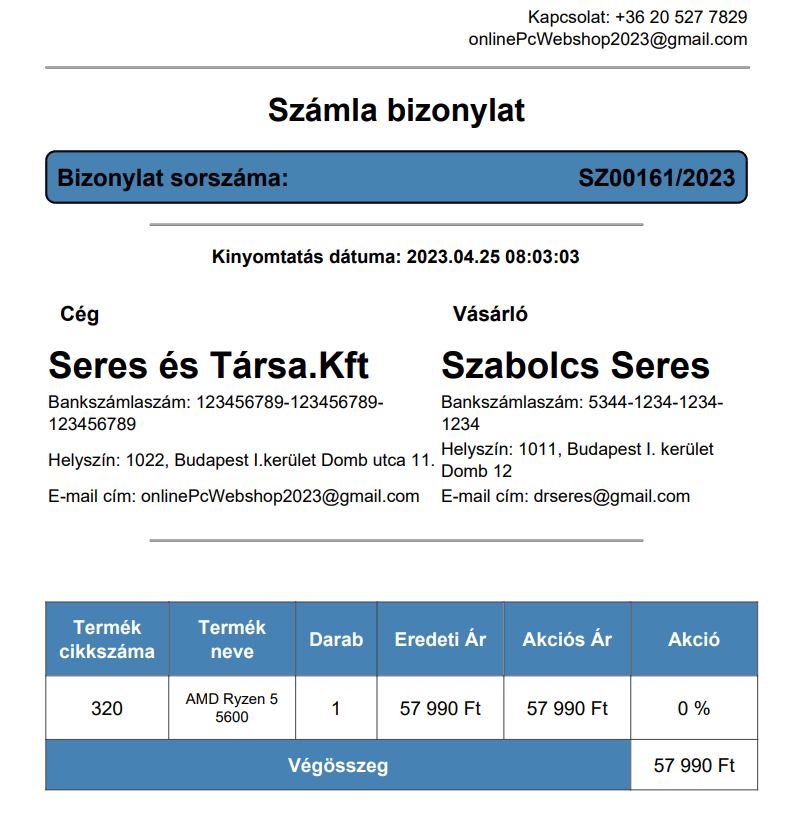 Kapcsolat: +36 20 527 7829
onlinePcWebshop2023@gmail.com
Számla bizonylat
Bizonylat sorszáma: SZ00161/2023
Kinyomtatás dátuma: 2023.04.25 08:03:03
Cég
Seres és Társa.Kft
Bankszámlaszám: 123456789-123456789-
123456789
Helyszín: 1022, Budapest I.kerület Domb utca 11.
E-mail cím: onlinePcWebshop2023@gmail.com
Vásárló
Szabolcs Seres
Bankszámlaszám: 5344-1234-1234-
1234
Helyszín: 1011, Budapest I. kerület
Domb 12
E-mail cím: drseres@gmail.com
Termék
cikkszáma
Termék
neve
Darab
Eredeti Ár
Akciós Ár
Akció
320
AMD Ryzen 5
5600
1
57 990 Ft
57 990 Ft
0 %
Végösszeg
57 990 Ft